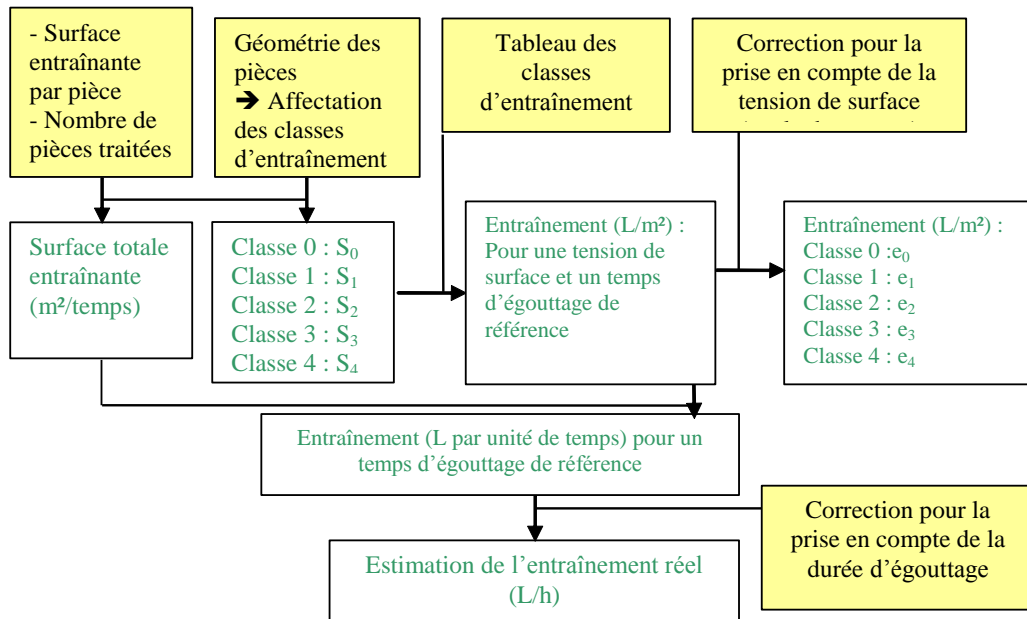 - Surface
entraînante
par pièce
- Nombre de
pièces traitées
Géométrie des
pièces
➔ Affectation
des classes
d’entraînement
Tableau des
classes
d’entraînement
Correction pour la
prise en compte de la
tension de surface
Surface totale
entraînante
(m²/temps)
Classe 0 : S₀
Classe 1 : S₁
Classe 2 : S₂
Classe 3 : S₃
Classe 4 : S₄
Entraînement (L/m²) :
Pour une tension de
surface et un temps
d’égouttage de
référence
Entraînement (L/m²) :
Classe 0 :e₀
Classe 1 : e₁
Classe 2 : e₂
Classe 3 : e₃
Classe 4 : e₄
Entraînement (L par unité de temps) pour un
temps d’égouttage de référence
Correction pour la
prise en compte de la
durée d’égouttage
Estimation de l’entraînement réel
(L/h)